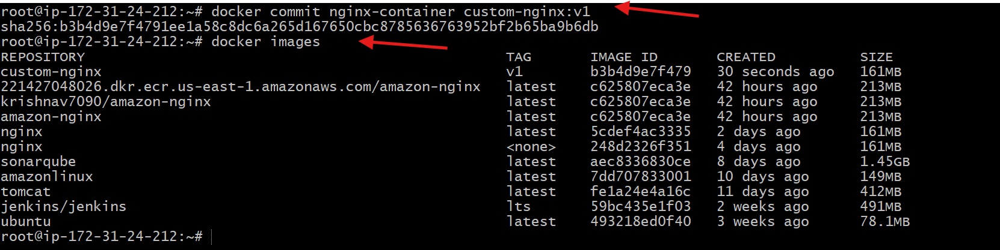 root@ip-172-31-24-212:~# docker commit nginx-container custom-nginx:v1
sha256:b3b4d9e7f4791ee1a58c8dc6a265d167650cbc8785636763952bf2b65ba9b6db
root@ip-172-31-24-212:~# docker images
REPOSITORY TAG IMAGE ID CREATED SIZE
custom-nginx v1 b3b4d9e7f479 30 seconds ago 161MB
221427048026.dkr.ecr.us-east-1.amazonaws.com/amazon-nginx latest c625807eca3e 42 hours ago 213MB
krishnav7090/amazon-nginx latest c625807eca3e 42 hours ago 213MB
amazon-nginx latest c625807eca3e 42 hours ago 213MB
nginx latest 5cdef4ac3335 2 days ago 161MB
nginx <none> 248d2326f351 4 days ago 161MB
sonarqube latest aec8336830ce 8 days ago 1.45GB
amazonlinux latest 7dd707833001 10 days ago 149MB
tomcat latest fe1a24e4a16c 11 days ago 412MB
jenkins/jenkins lts 59bc435e1f03 2 weeks ago 491MB
ubuntu latest 493218ed0f40 3 weeks ago 78.1MB
root@ip-172-31-24-212:~#